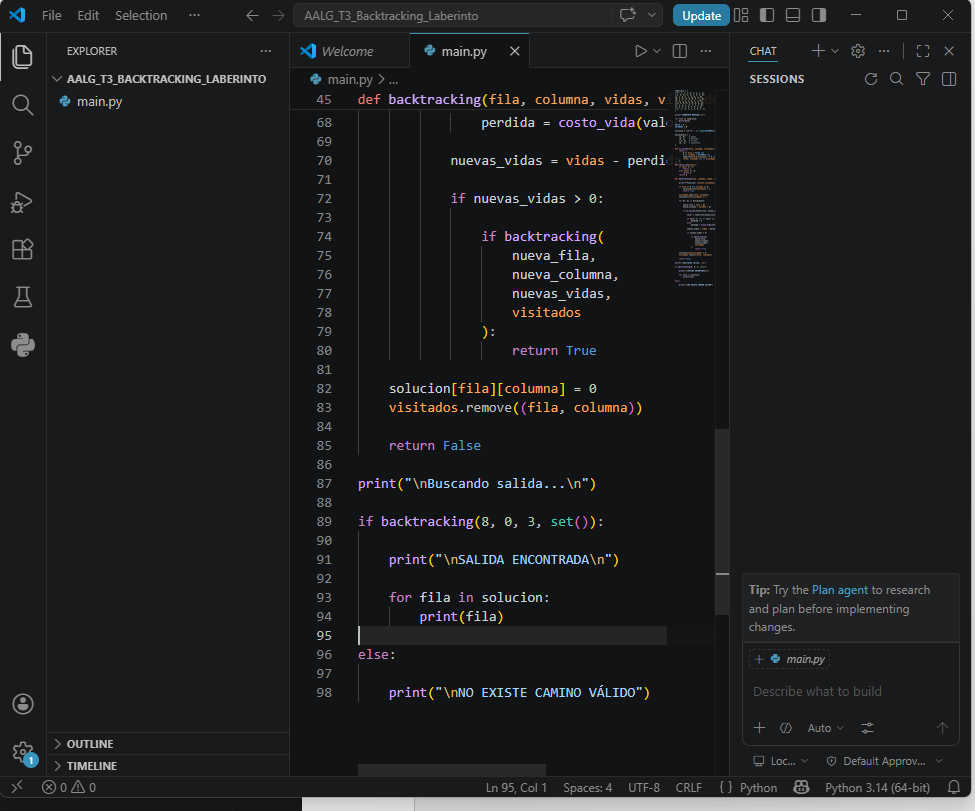 File Edit Selection ··· AALG_T3_Backtracking_Laberinto Update
EXPLORER ···
AALG_T3_BACKTRACKING_LABERINTO
main.py
Welcome main.py
main.py > ...
45 def backtracking(fila, columna, vidas, v
68 perdida = costo_vida(val
69
70 nuevas_vidas = vidas - perdi
71
72 if nuevas_vidas > 0:
73
74 if backtracking(
75 nueva_fila,
76 nueva_columna,
77 nuevas_vidas,
78 visitados
79 ):
80 return True
81
82 solucion[fila][columna] = 0
83 visitados.remove((fila, columna))
84
85 return False
86
87 print("\nBuscando salida...\n")
88
89 if backtracking(8, 0, 3, set()):
90
91 print("\nSALIDA ENCONTRADA\n")
92
93 for fila in solucion:
94 print(fila)
95
96 else:
97
98 print("\nNO EXISTE CAMINO VÁLIDO")
CHAT
SESSIONS
Tip: Try the Plan agent to research
and plan before implementing
changes.
+ main.py
Describe what to build
Auto
Loc... Default Approv...
OUTLINE
TIMELINE
1
0 0 Ln 95, Col 1 Spaces: 4 UTF-8 CRLF { } Python Python 3.14 (64-bit)